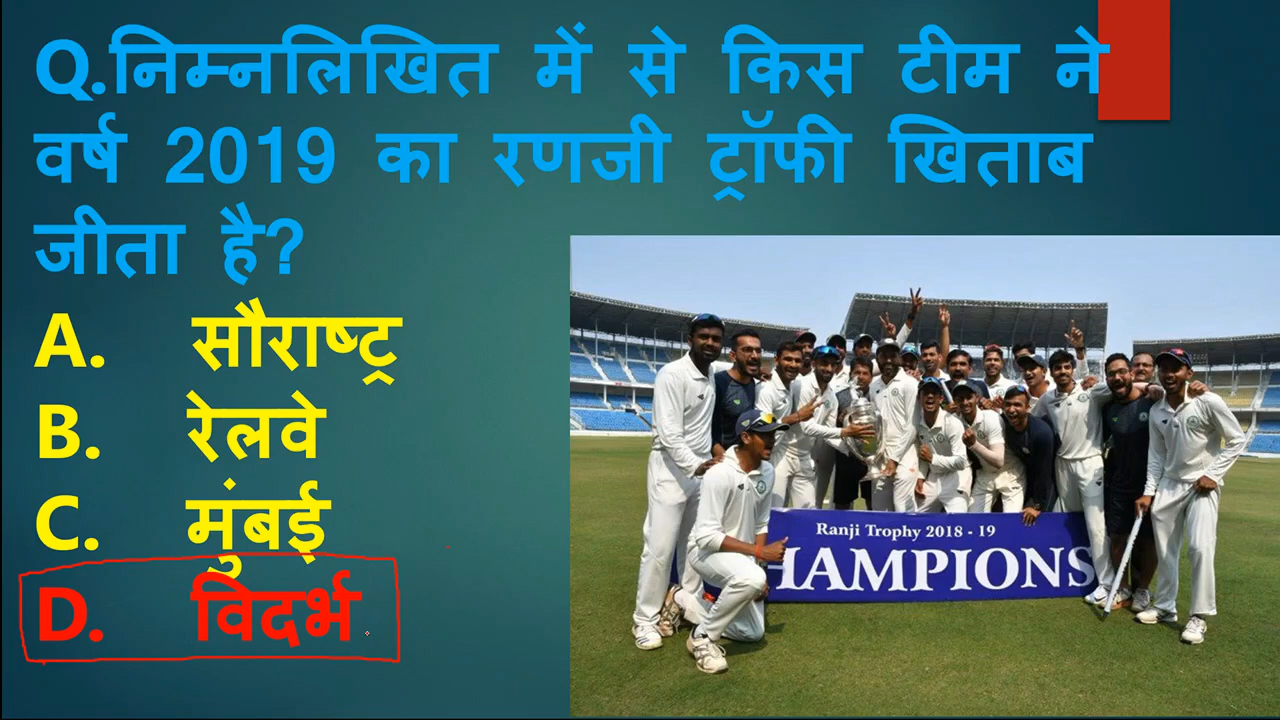 Q.निम्नलिखित में से किस टीम ने
वर्ष 2019 का रणजी ट्रॉफी खिताब
जीता है?
A. सौराष्ट्र
B. रेलवे
C. मुंबई
D. विदर्भ
Ranji Trophy 2018 - 19
HAMPIONS